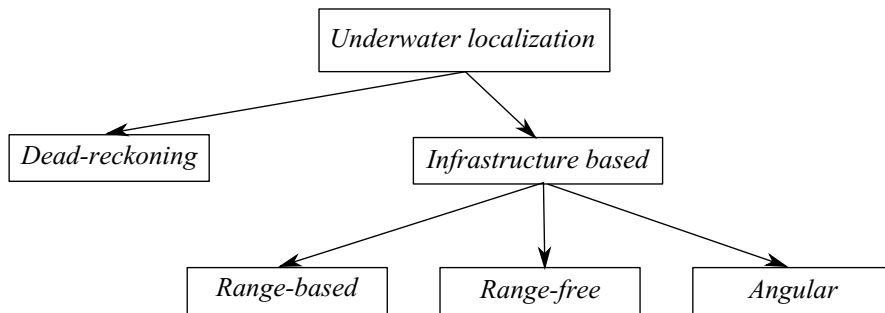 Underwater localization
Dead-reckoning
Infrastructure based
Range-based
Range-free
Angular